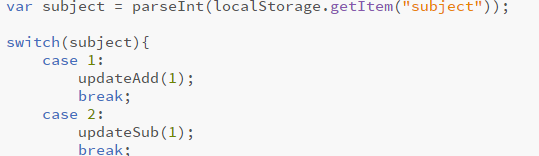 var subject = parseInt(localStorage.getItem("subject"));
switch(subject){
case 1:
updateAdd(1);
break;
case 2:
updateSub(1);
break;